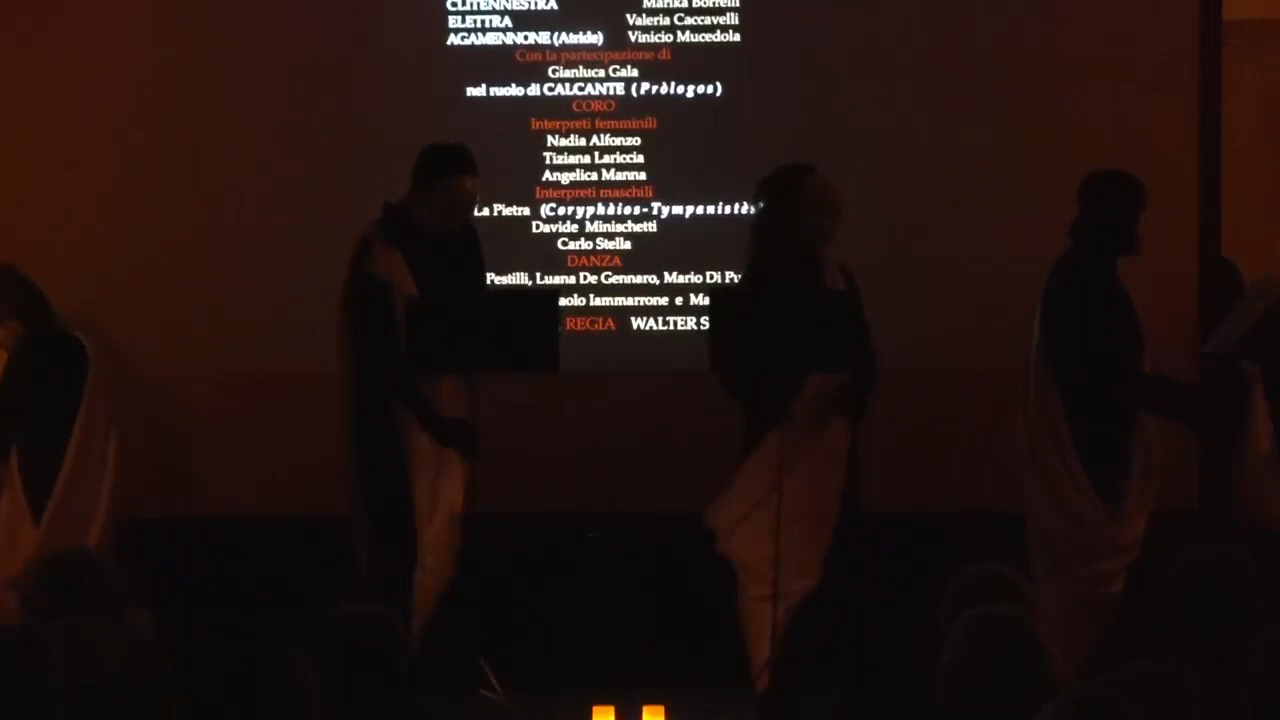 CLITENNESTRA Marika Borrelli
ELETTRA Valeria Caccavelli
AGAMENNONE (Atride) Vinicio Mucedola
Con la partecipazione di
Gianluca Gala
nel ruolo di CALCANTE (Pròlogos)
CORO
Interpreti femminili
Nadia Alfonzo
Tiziana Lariccia
Angelica Manna
Interpreti maschili
La Pietra (Coryphàios-Tympanistès)
Davide Minischetti
Carlo Stella
DANZA
Pestilli, Luana De Gennaro, Mario Di
Iammarrone e
REGIA WALTER S